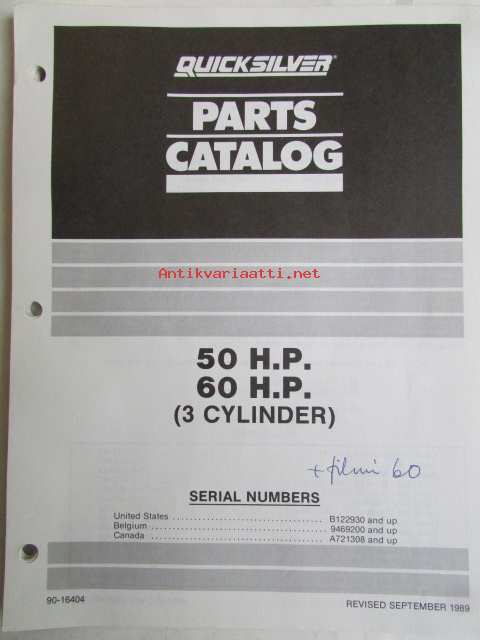 QUICKSILVER®
PARTS
CATALOG
Antikvariaatti.net
50 H.P.
60 H.P.
(3 CYLINDER)
+ filmi 60
SERIAL NUMBERS
United States .................................... B122930 and up
Belgium .......................................... 9469200 and up
Canada ........................................... A721308 and up
90-16404
REVISED SEPTEMBER 1989